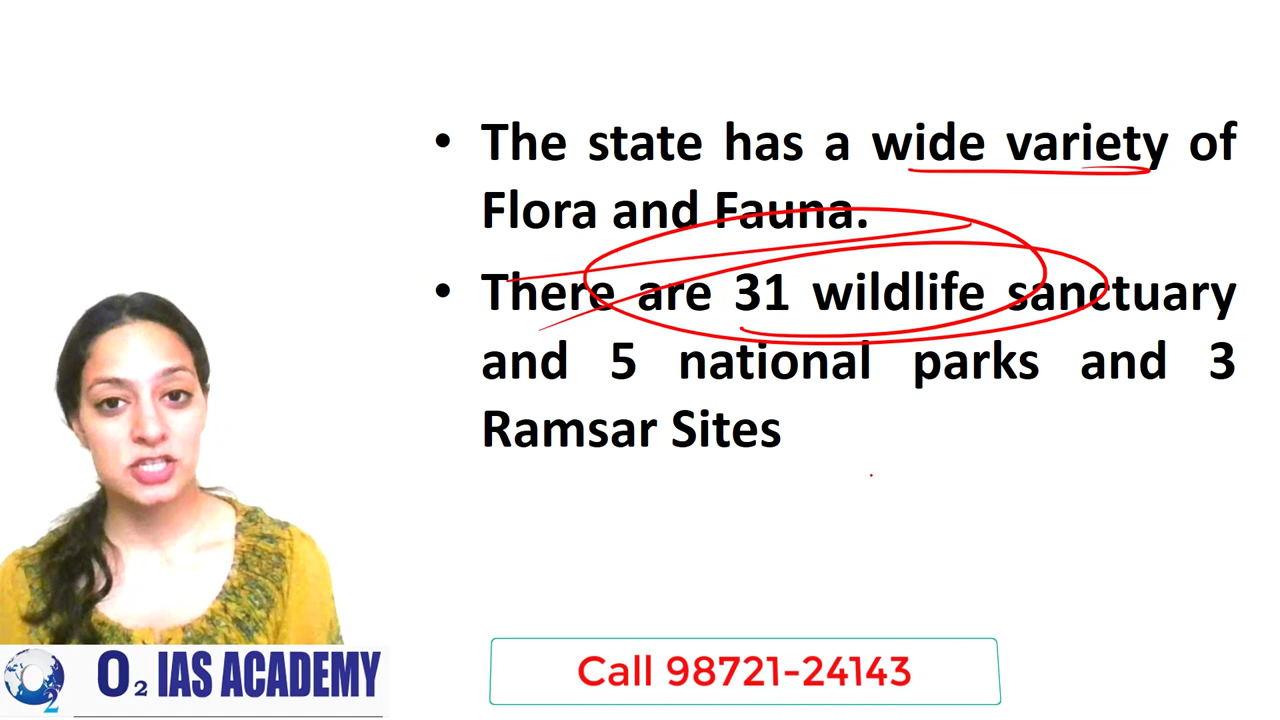 • The state has a wide variety of
Flora and Fauna.
• There are 31 wildlife sanctuary
and 5 national parks and 3
Ramsar Sites
O2
O2 IAS ACADEMY
Call 98721-24143